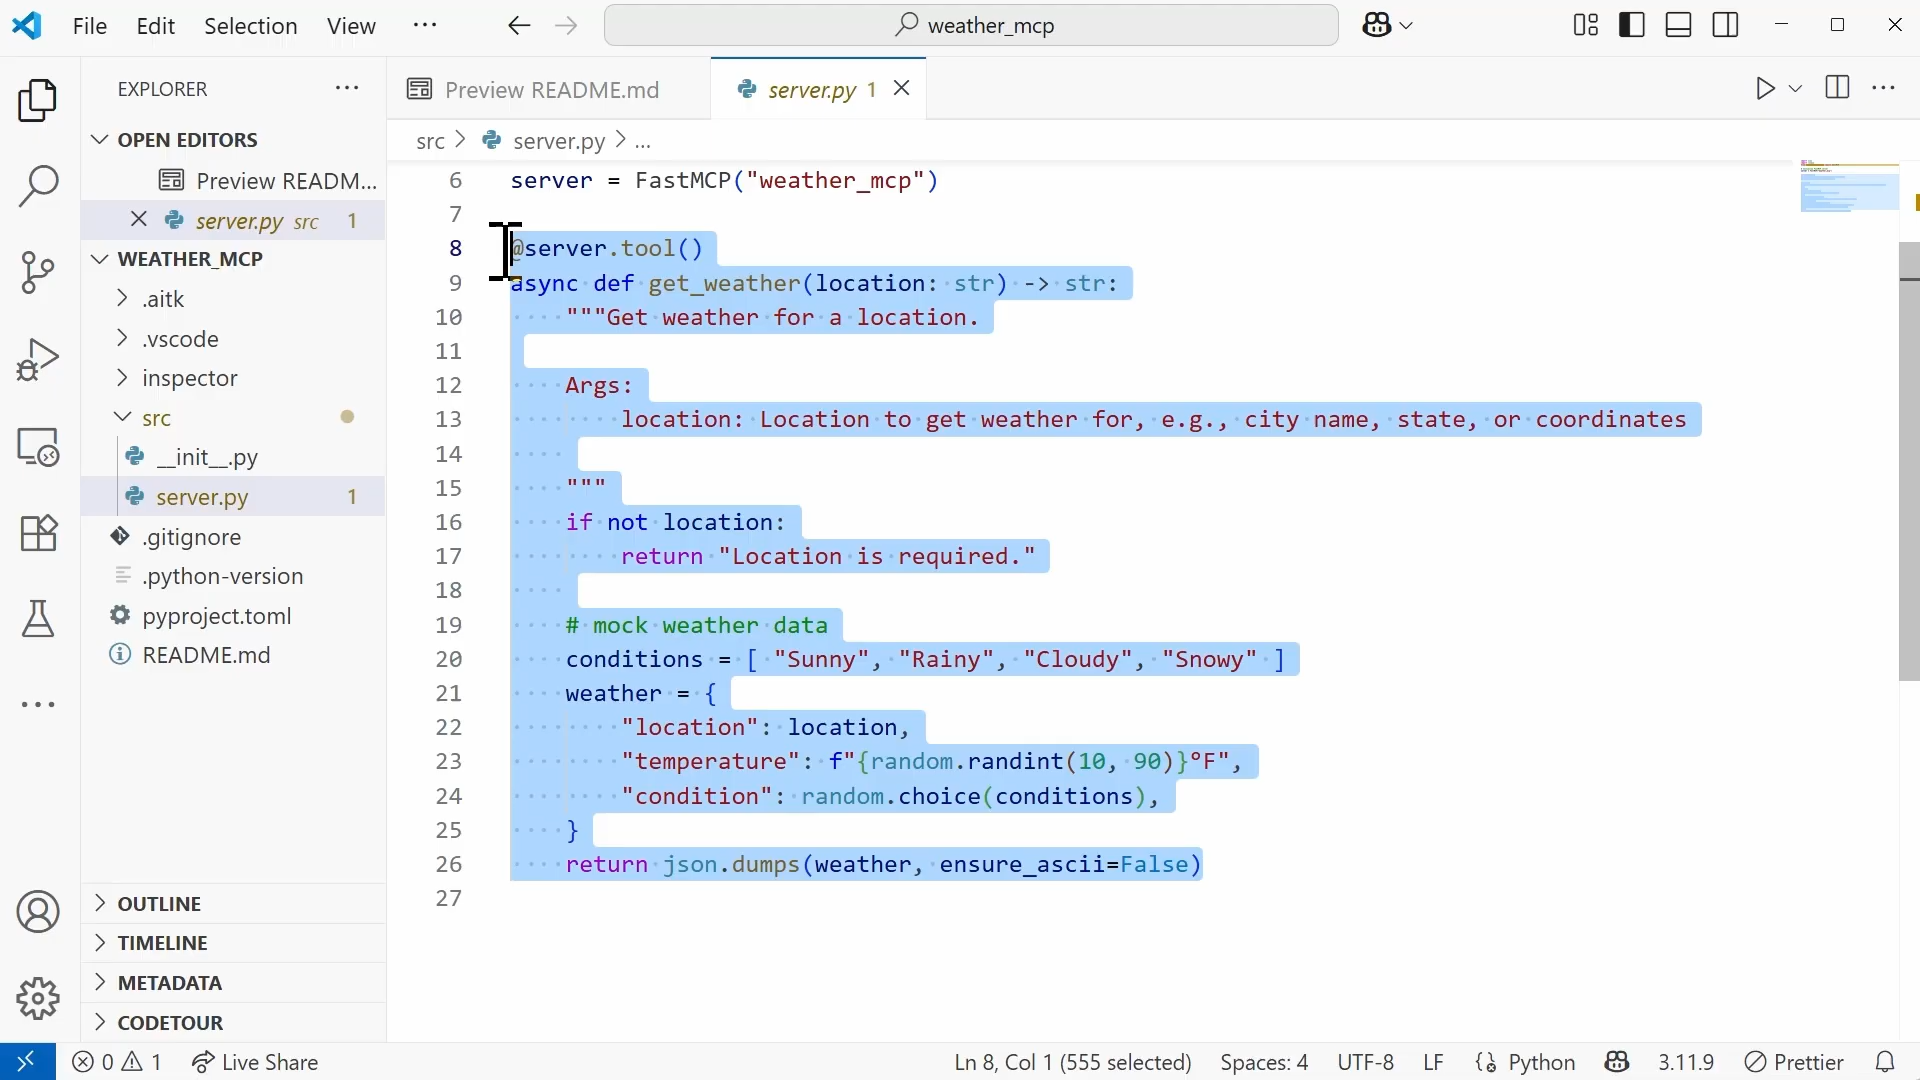 File Edit Selection View ...
weather_mcp
EXPLORER ...
OPEN EDITORS
Preview READM...
server.py src 1
WEATHER_MCP
.aitk
.vscode
inspector
src
__init__.py
server.py 1
.gitignore
.python-version
pyproject.toml
README.md
OUTLINE
TIMELINE
METADATA
CODETOUR
Preview README.md
server.py 1
src > server.py > ...
6 server = FastMCP("weather_mcp")
7
8 @server.tool()
9 async def get_weather(location: str) -> str:
10 """Get weather for a location.
11
12 Args:
13 location: Location to get weather for, e.g., city name, state, or coordinates
14
15 """
16 if not location:
17 return "Location is required."
18
19 # mock weather data
20 conditions = [ "Sunny", "Rainy", "Cloudy", "Snowy" ]
21 weather = {
22 "location": location,
23 "temperature": f"{random.randint(10, 90)}°F",
24 "condition": random.choice(conditions),
25 }
26 return json.dumps(weather, ensure_ascii=False)
27
0 1 Live Share
Ln 8, Col 1 (555 selected) Spaces: 4 UTF-8 LF Python 3.11.9 Prettier